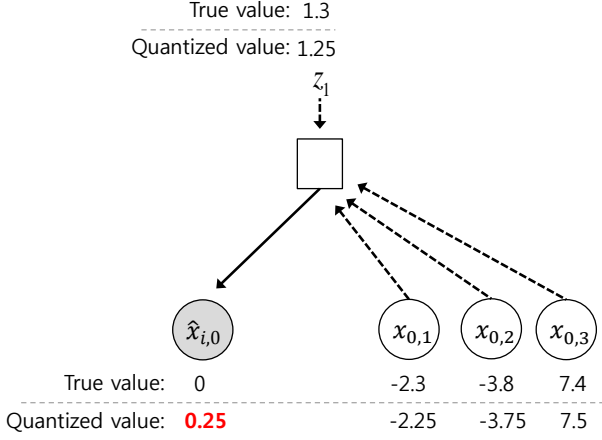 True value: 1.3
Quantized value: 1.25
z₁
x̂ᵢ,₀ x₀,₁ x₀,₂ x₀,₃
True value: 0 -2.3 -3.8 7.4
Quantized value: 0.25 -2.25 -3.75 7.5